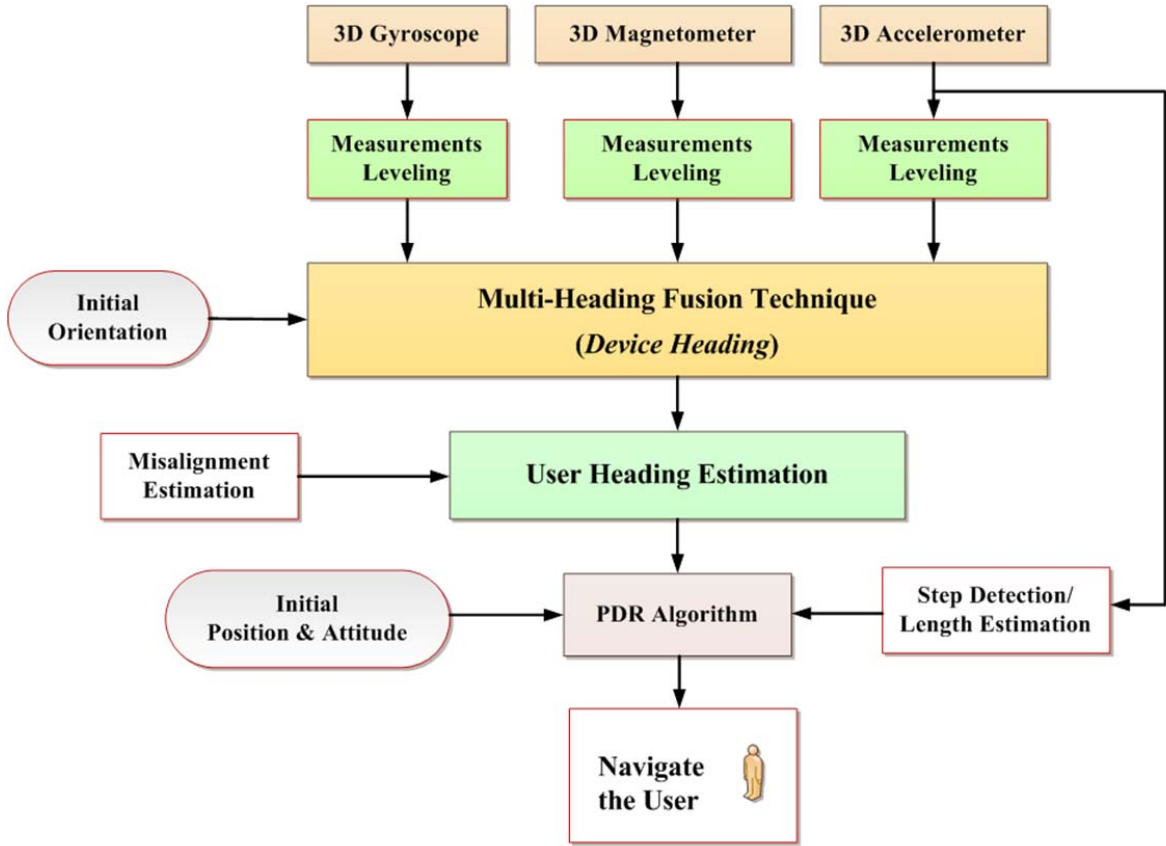 3D Gyroscope
3D Magnetometer
3D Accelerometer
Measurements
Leveling
Measurements
Leveling
Measurements
Leveling
Initial
Orientation
Multi-Heading Fusion Technique
(Device Heading)
Misalignment
Estimation
User Heading Estimation
Initial
Position & Attitude
PDR Algorithm
Step Detection/
Length Estimation
Navigate
the User